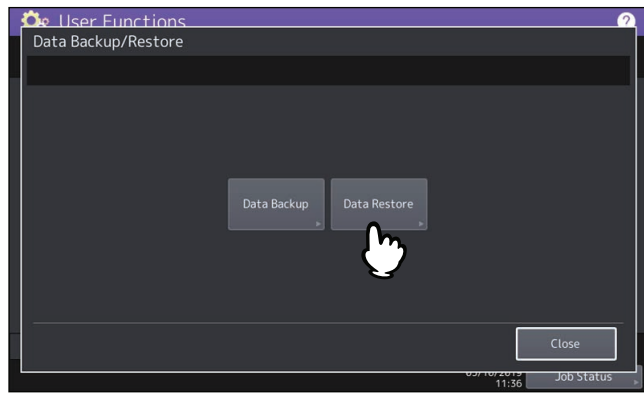 User Functions
?
Data Backup/Restore
Data Backup
Data Restore
Close
11:36
Job Status